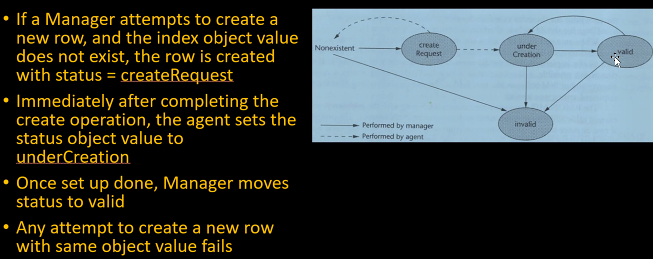 • If a Manager attempts to create a
new row, and the index object value
does not exist, the row is created
with status = createRequest
• Immediately after completing the
create operation, the agent sets the
status object value to
underCreation
• Once set up done, Manager moves
status to valid
• Any attempt to create a new row
with same object value fails
Nonexistent
create
Request
under
Creation
valid
invalid
Performed by manager
Performed by agent